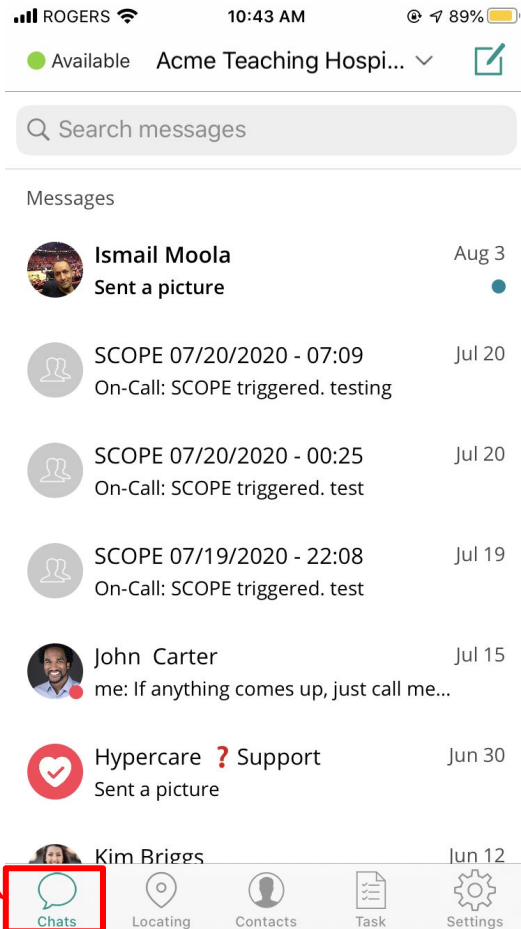 ROGERS 10:43 AM 89%
Available Acme Teaching Hospi...
Search messages
Messages
Ismail Moola Aug 3
Sent a picture
SCOPE 07/20/2020 - 07:09 Jul 20
On-Call: SCOPE triggered. testing
SCOPE 07/20/2020 - 00:25 Jul 20
On-Call: SCOPE triggered. test
SCOPE 07/19/2020 - 22:08 Jul 19
On-Call: SCOPE triggered. test
John Carter Jul 15
me: If anything comes up, just call me...
Hypercare ❓ Support Jun 30
Sent a picture
Kim Briggs Jun 12
Chats Locating Contacts Task Settings